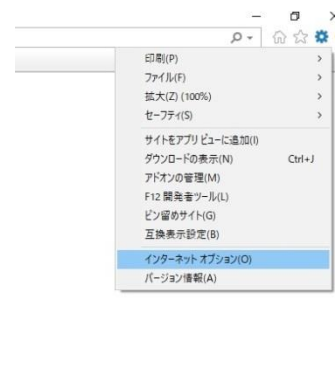 印刷(P)
ファイル(F)
拡大(Z) (100%)
セーフティ(S)
サイトをアプリ ビューに追加(I)
ダウンロードの表示(N) Ctrl+J
アドオンの管理(M)
F12 開発者ツール(L)
ピン留めサイト(G)
互換表示設定(B)
インターネット オプション(O)
バージョン情報(A)